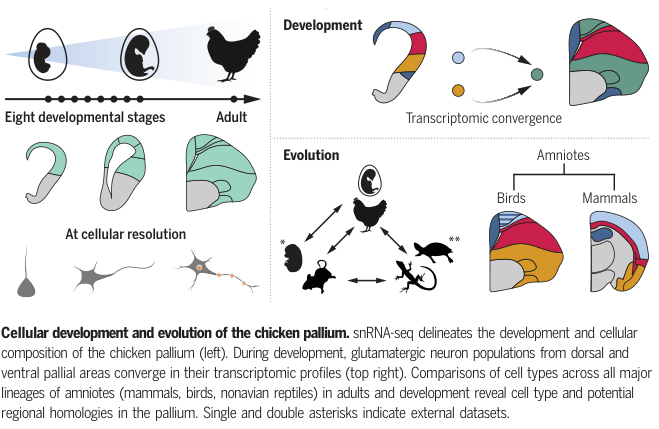 Eight developmental stages
Adult
At cellular resolution
Development
Transcriptomic convergence
Evolution
*
**
Amniotes
Birds
Mammals
Cellular development and evolution of the chicken pallium. snRNA-seq delineates the development and cellular
composition of the chicken pallium (left). During development, glutamatergic neuron populations from dorsal and
ventral pallial areas converge in their transcriptomic profiles (top right). Comparisons of cell types across all major
lineages of amniotes (mammals, birds, nonavian reptiles) in adults and development reveal cell type and potential
regional homologies in the pallium. Single and double asterisks indicate external datasets.